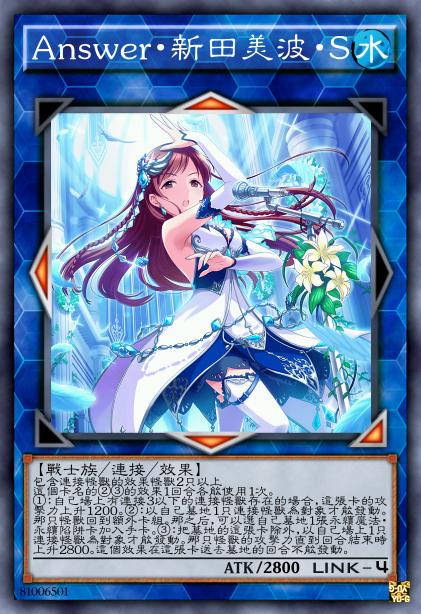 Answer・新田美波・S
水
【戰士族／連接／效果】
包含連接怪獸的效果怪獸2只以上
這個卡名的②③的效果1回合各能使用1次。
①：自己場上有連接3以下的連接怪獸存在的場合，這張卡的攻
擊力上升1200。②：以自己墓地1只連接怪獸為對象才能發動。
那只怪獸回到額外卡組。那之后，可以選自己墓地1張永續魔法・
永續陷阱卡加入手卡。③：把墓地的這張卡除外，以自己場上1只
連接怪獸為對象才能發動。那只怪獸的攻擊力直到回合結束時
上升2800。這個效果在這張卡送去墓地的回合不能發動。
ATK/2800 LINK-4
81006501